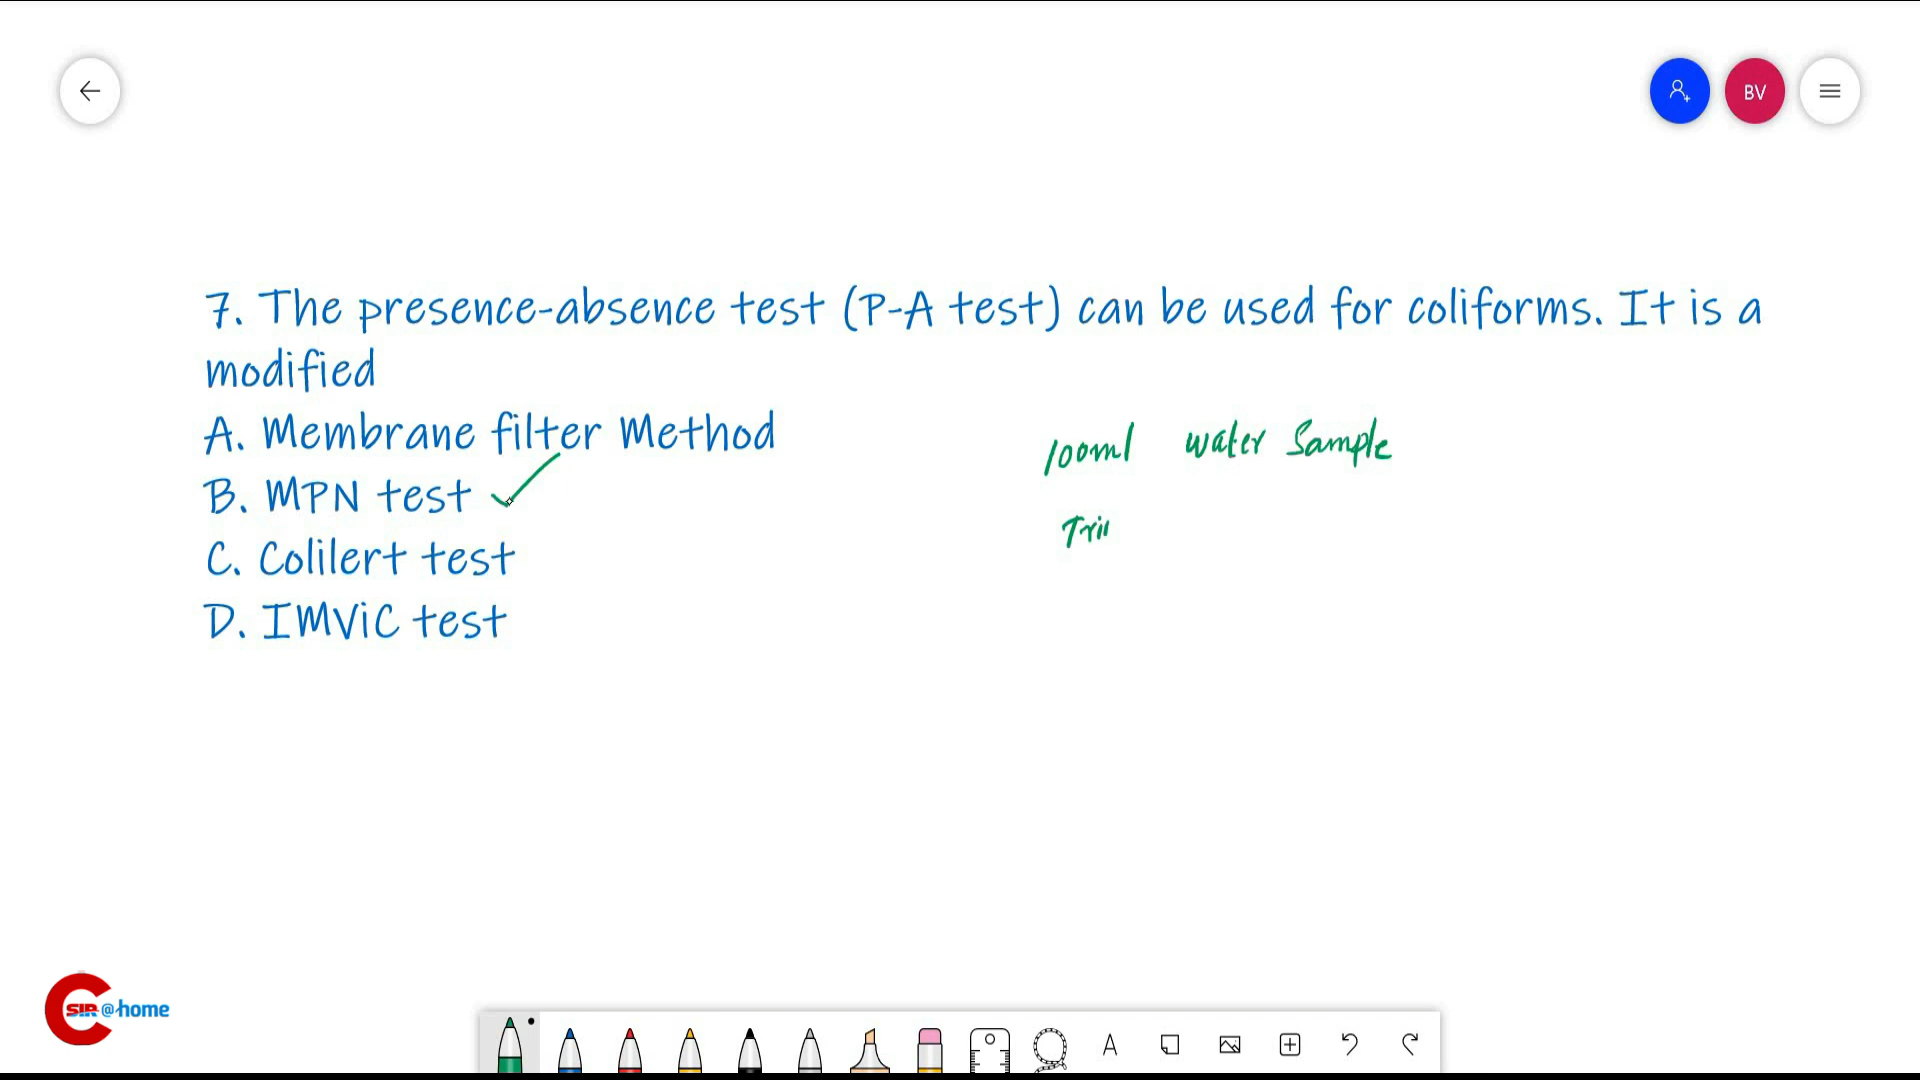 BV
7. The presence-absence test (P-A test) can be used for coliforms. It is a
modified
A. Membrane filter Method
B. MPN test
C. Colilert test
D. IMViC test
100ml water Sample
CSIR@home
A